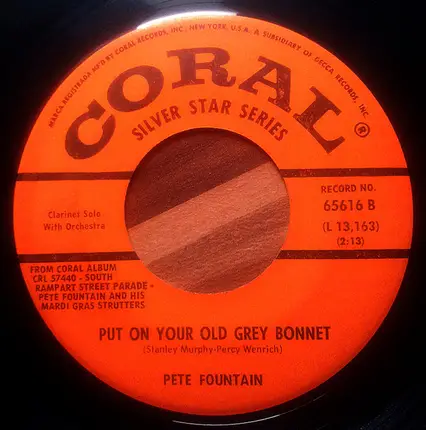 MARCA REGISTRADA MF'D BY CORAL RECORDS, INC., NEW YORK, U.S.A. A SUBSIDIARY OF DECCA RECORDS, INC.
CORAL ®
SILVER STAR SERIES
RECORD NO.
65616 B
(L 13,163)
(2:13)
Clarinet Solo
With Orchestra
FROM CORAL ALBUM
CRL 57440 - SOUTH
RAMPART STREET PARADE -
PETE FOUNTAIN AND HIS
MARDI GRAS STRUTTERS
PUT ON YOUR OLD GREY BONNET
(Stanley Murphy-Percy Wenrich)
PETE FOUNTAIN